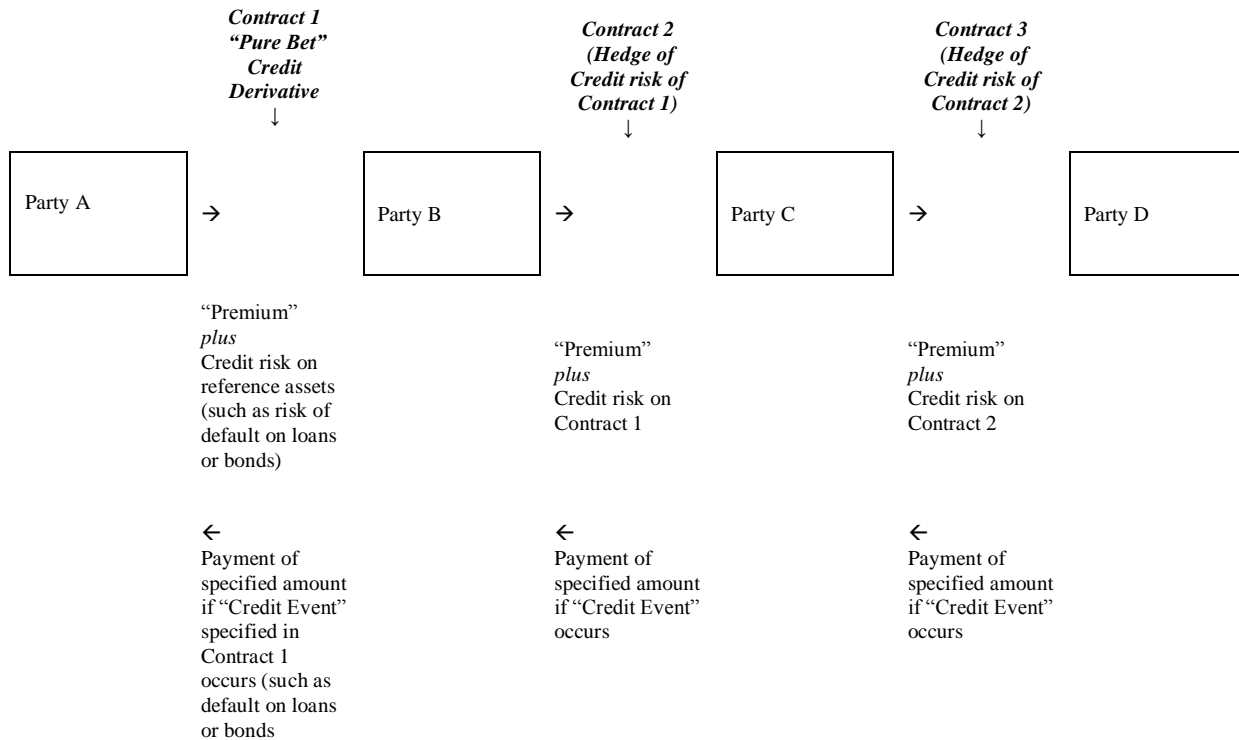 Contract 1
“Pure Bet”
Credit
Derivative
↓
Contract 2
(Hedge of
Credit risk of
Contract 1)
↓
Contract 3
(Hedge of
Credit risk of
Contract 2)
↓
Party A
→
Party B
→
Party C
→
Party D
“Premium”
plus
Credit risk on
reference assets
(such as risk of
default on loans
or bonds)
“Premium”
plus
Credit risk on
Contract 1
“Premium”
plus
Credit risk on
Contract 2
←
Payment of
specified amount
if “Credit Event”
specified in
Contract 1
occurs (such as
default on loans
or bonds
←
Payment of
specified amount
if “Credit Event”
occurs
←
Payment of
specified amount
if “Credit Event”
occurs